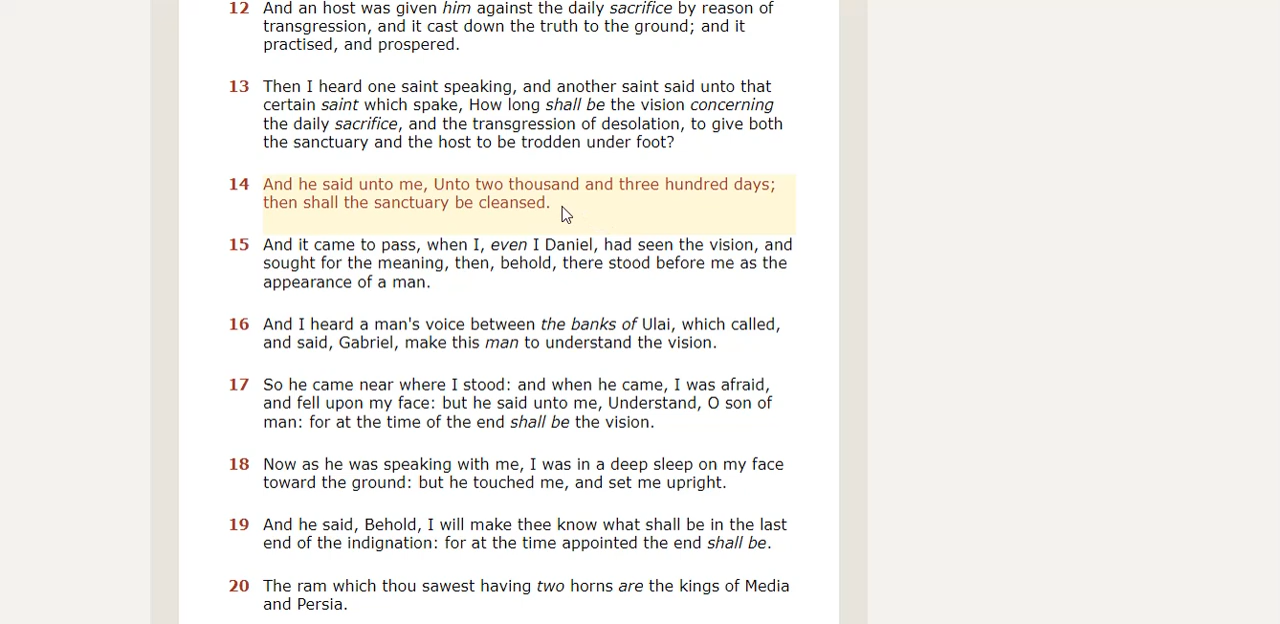 12 And an host was given him against the daily sacrifice by reason of
transgression, and it cast down the truth to the ground; and it
practised, and prospered.
13 Then I heard one saint speaking, and another saint said unto that
certain saint which spake, How long shall be the vision concerning
the daily sacrifice, and the transgression of desolation, to give both
the sanctuary and the host to be trodden under foot?
14 And he said unto me, Unto two thousand and three hundred days;
then shall the sanctuary be cleansed.
15 And it came to pass, when I, even I Daniel, had seen the vision, and
sought for the meaning, then, behold, there stood before me as the
appearance of a man.
16 And I heard a man's voice between the banks of Ulai, which called,
and said, Gabriel, make this man to understand the vision.
17 So he came near where I stood: and when he came, I was afraid,
and fell upon my face: but he said unto me, Understand, O son of
man: for at the time of the end shall be the vision.
18 Now as he was speaking with me, I was in a deep sleep on my face
toward the ground: but he touched me, and set me upright.
19 And he said, Behold, I will make thee know what shall be in the last
end of the indignation: for at the time appointed the end shall be.
20 The ram which thou sawest having two horns are the kings of Media
and Persia.